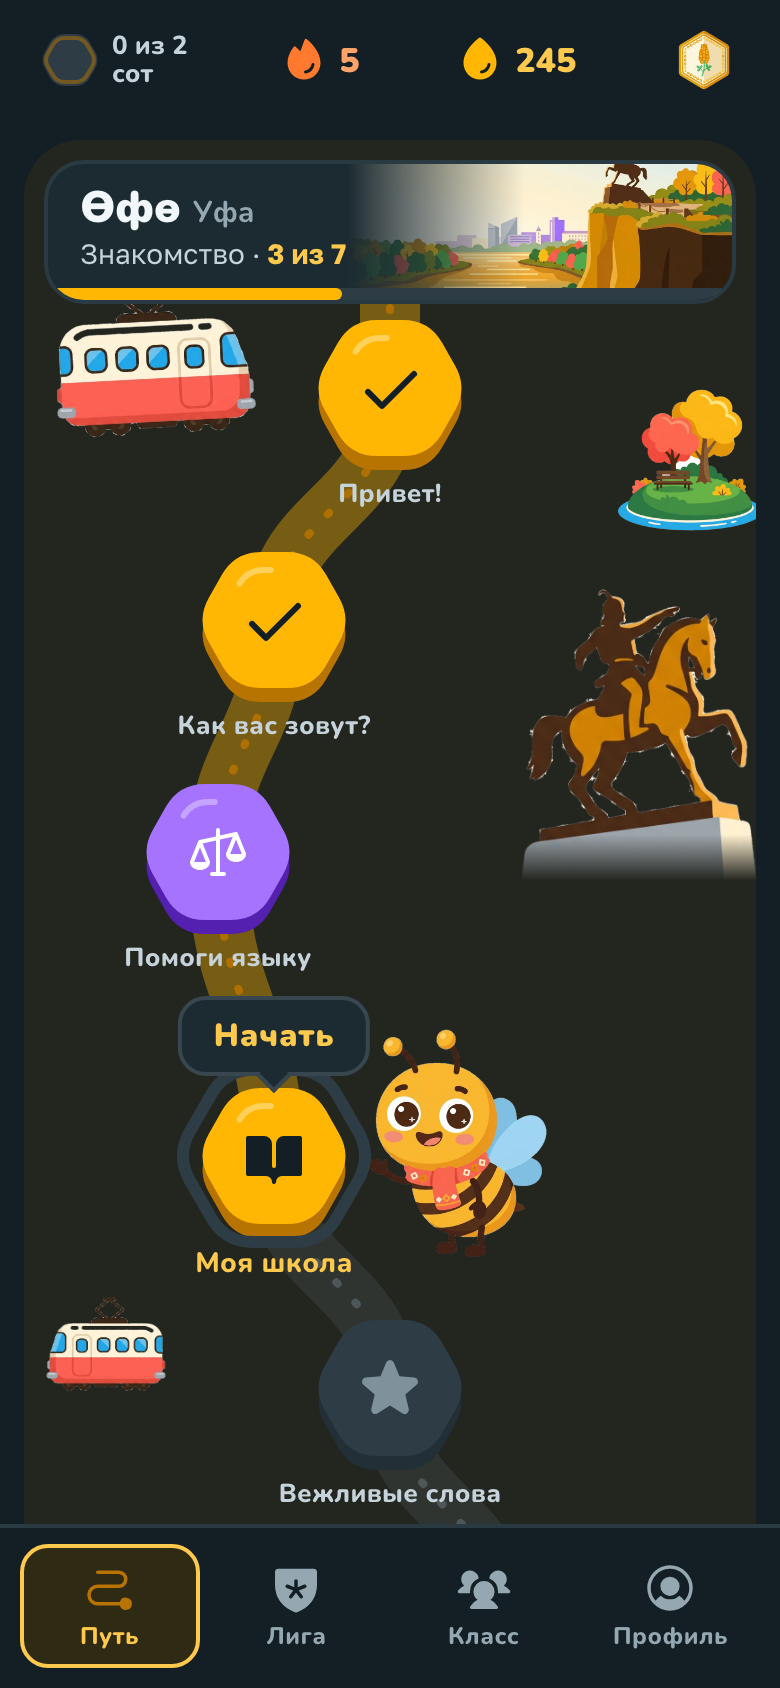 0 из 2
сот
5
245
Өфө Уфа
Знакомство · 3 из 7
Привет!
Как вас зовут?
Помоги языку
Начать
Моя школа
Вежливые слова
Путь
Лига
Класс
Профиль